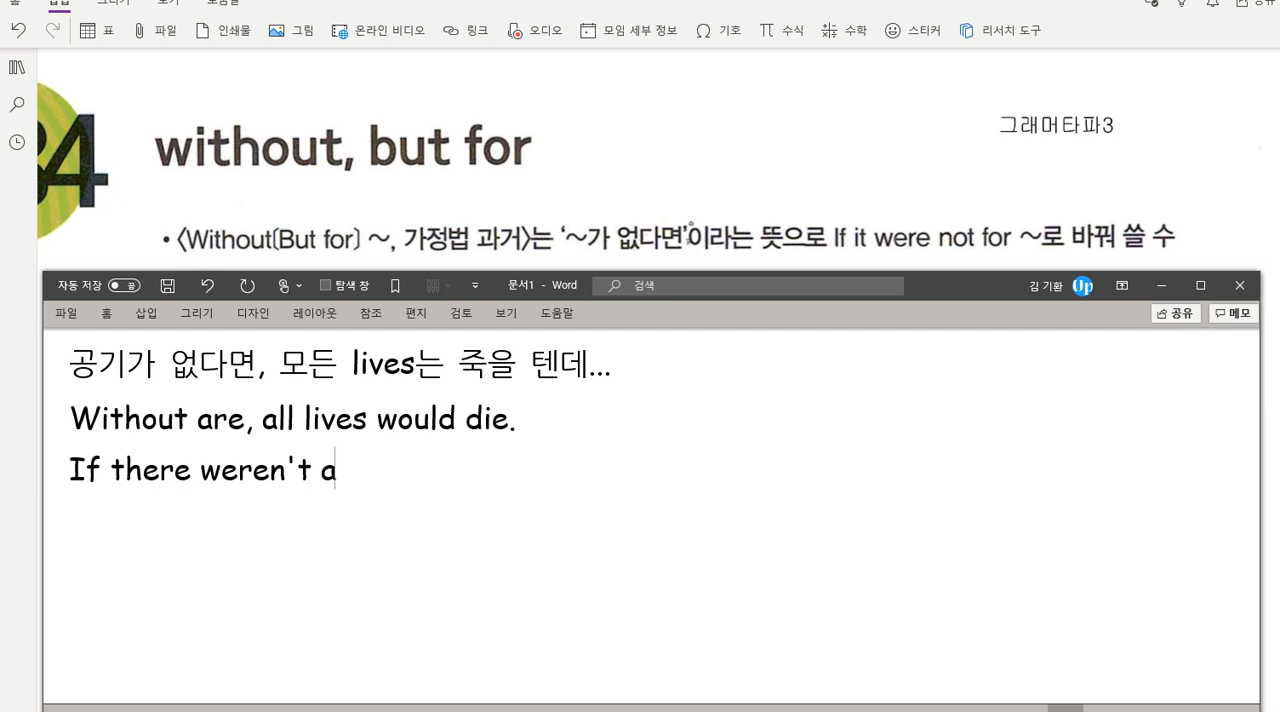 표 파일 인쇄물 그림 온라인 비디오 링크 오디오 모임 세부 정보 기호 수식 수학 스티커 리서치 도구
그래머타파3
without, but for
• 〈Without(But for) ～, 가정법 과거〉는 '～가 없다면'이라는 뜻으로 If it were not for ～로 바꿔 쓸 수
자동 저장 끔 탐색 창 문서1 - Word 검색 김 기환 Up
파일 홈 삽입 그리기 디자인 레이아웃 참조 편지 검토 보기 도움말 공유 메모
공기가 없다면, 모든 lives는 죽을 텐데...
Without are, all lives would die.
If there weren't a